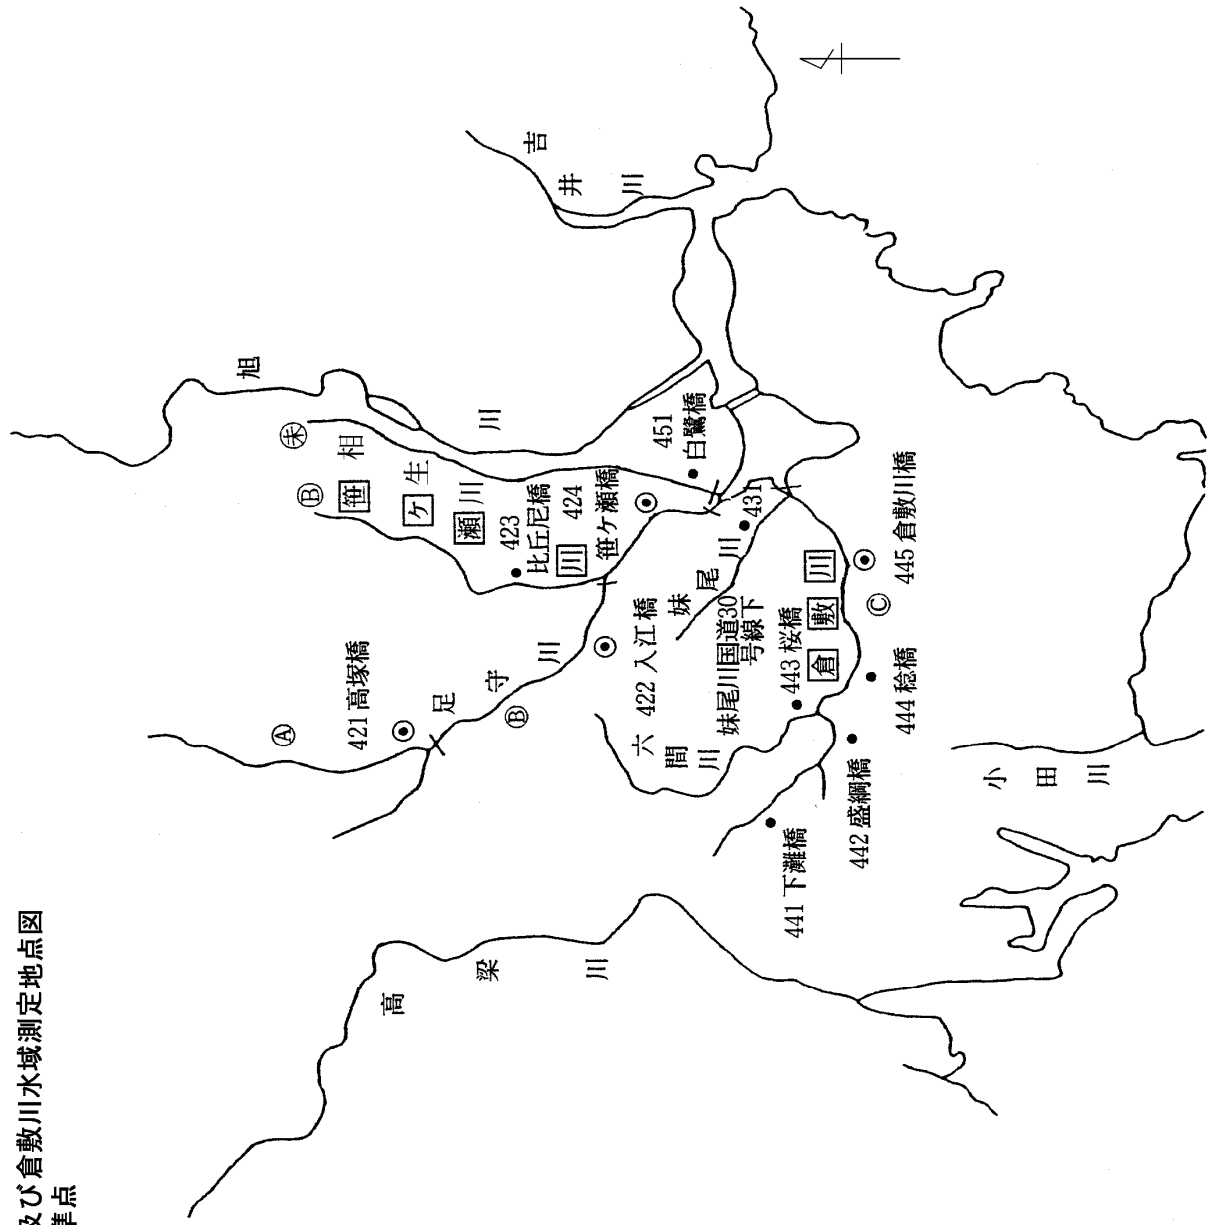 及び倉敷川水域測定地点図
準点
高梁川
足守川
旭川
吉井川
相生川
笹ケ瀬川
妹尾川
六間川
倉敷川
小田川
Ⓐ
Ⓑ
Ⓑ
㊍
Ⓒ
421 高塚橋
422 入江橋
423
比丘尼橋
424
笹ケ瀬橋
451
白鷺橋
431
妹尾川国道30
号線下
441 下灘橋
442 盛綱橋
443 桜橋
444 稔橋
445 倉敷川橋